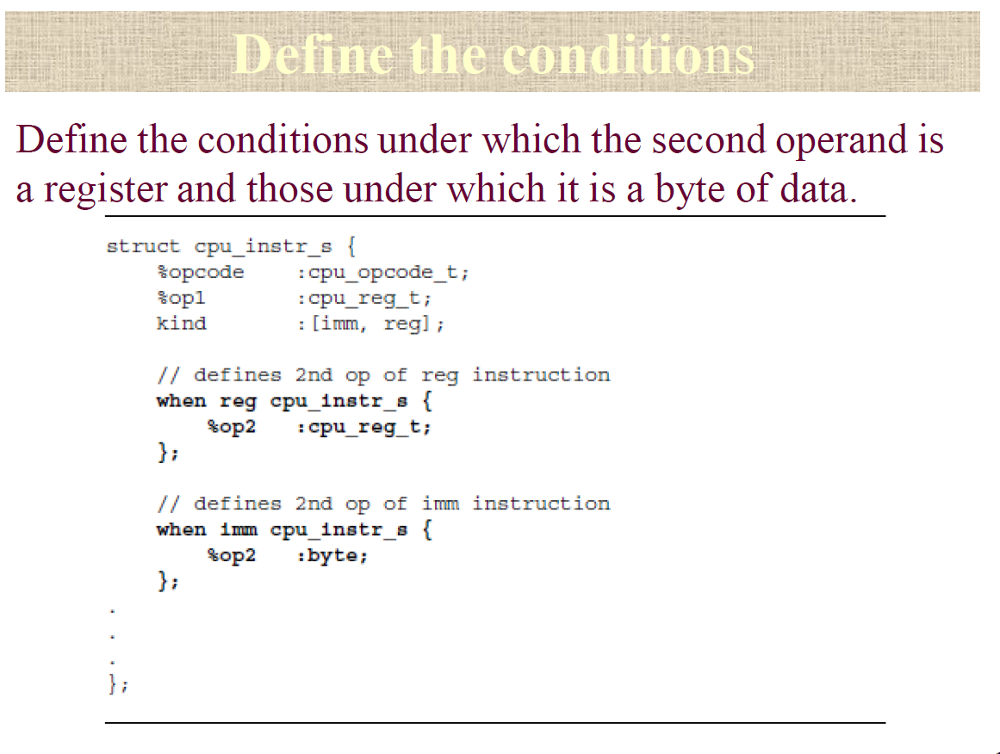 Define the conditions
Define the conditions under which the second operand is
a register and those under which it is a byte of data.
struct cpu_instr_s {
%opcode :cpu_opcode_t;
%op1 :cpu_reg_t;
kind :[imm, reg];
// defines 2nd op of reg instruction
when reg cpu_instr_s {
%op2 :cpu_reg_t;
};
// defines 2nd op of imm instruction
when imm cpu_instr_s {
%op2 :byte;
};
.
.
.
};